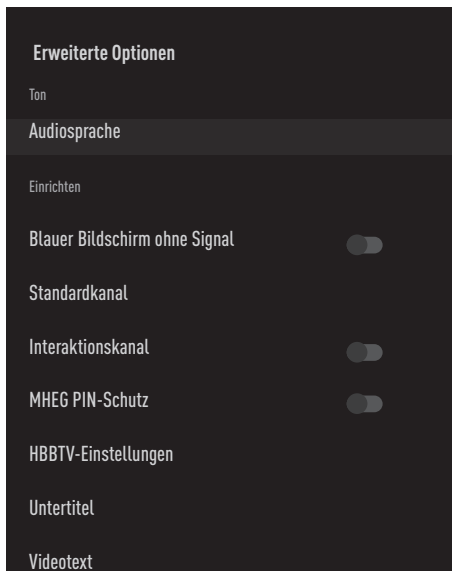 Erweiterte Optionen
Ton
Audiosprache
Einrichten
Blauer Bildschirm ohne Signal
Standardkanal
Interaktionskanal
MHEG PIN-Schutz
HBBTV-Einstellungen
Untertitel
Videotext